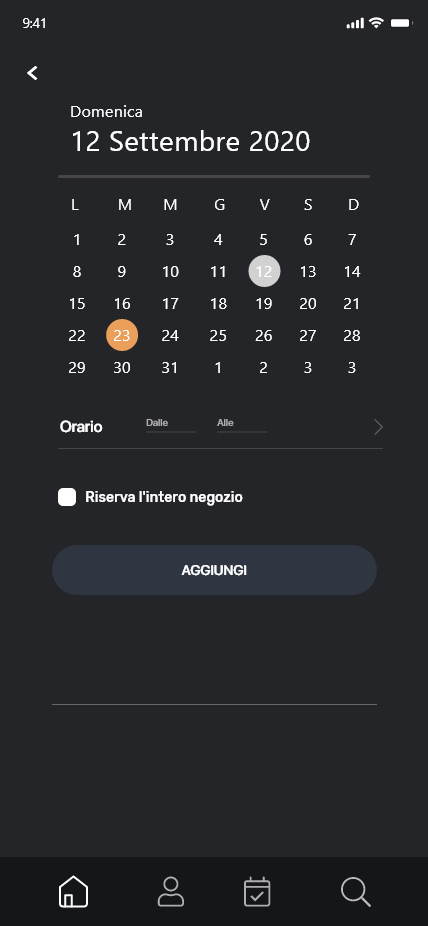 9:41
Domenica
12 Settembre 2020
L M M G V S D
1 2 3 4 5 6 7
8 9 10 11 12 13 14
15 16 17 18 19 20 21
22 23 24 25 26 27 28
29 30 31 1 2 3 3
Orario Dalle Alle
Riserva l'intero negozio
AGGIUNGI